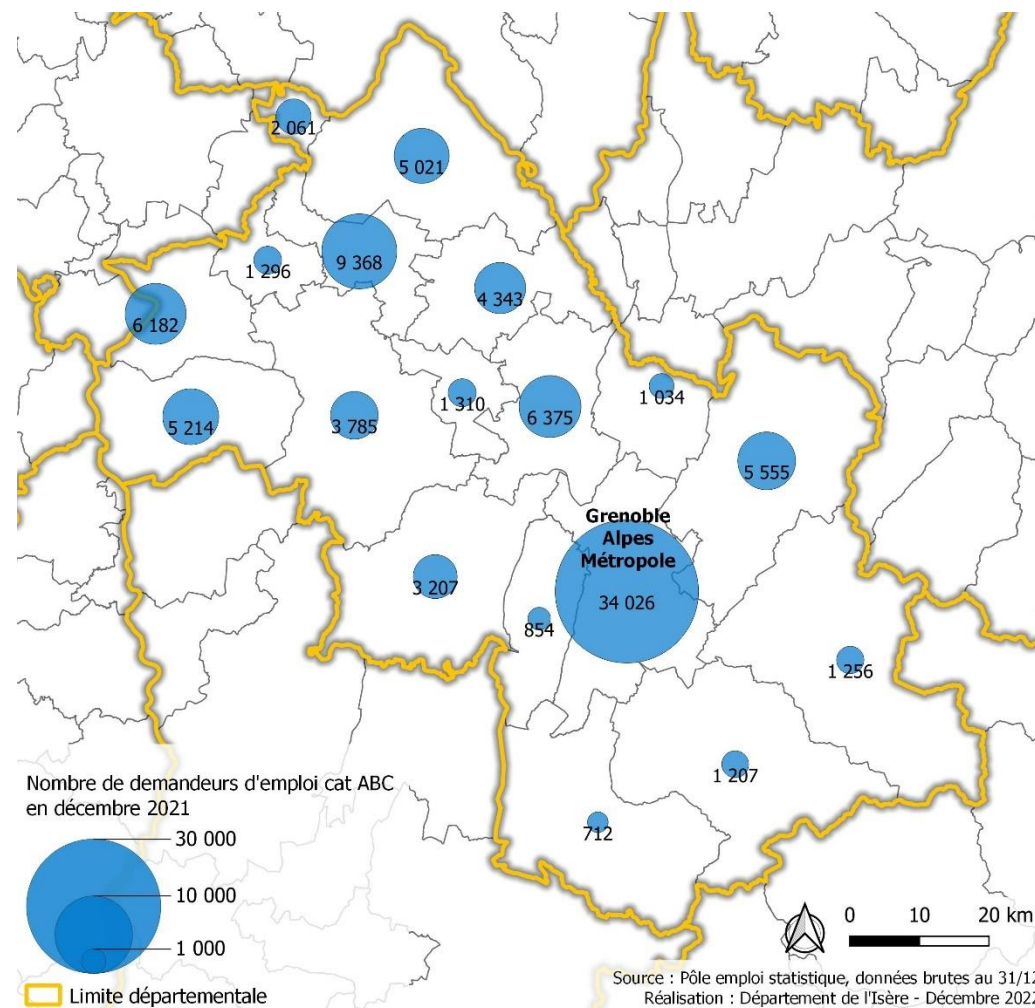 2 061
5 021
9 368
1 296
4 343
6 182
1 034
1 310
6 375
3 785
5 214
5 555
Grenoble
Alpes
Métropole
34 026
3 207
854
1 256
1 207
712
Nombre de demandeurs d'emploi cat ABC
en décembre 2021
30 000
10 000
1 000
Limite départementale
0 10 20 km
Source : Pôle emploi statistique, données brutes au 31/12
Réalisation : Département de l'Isère - Décembre 202